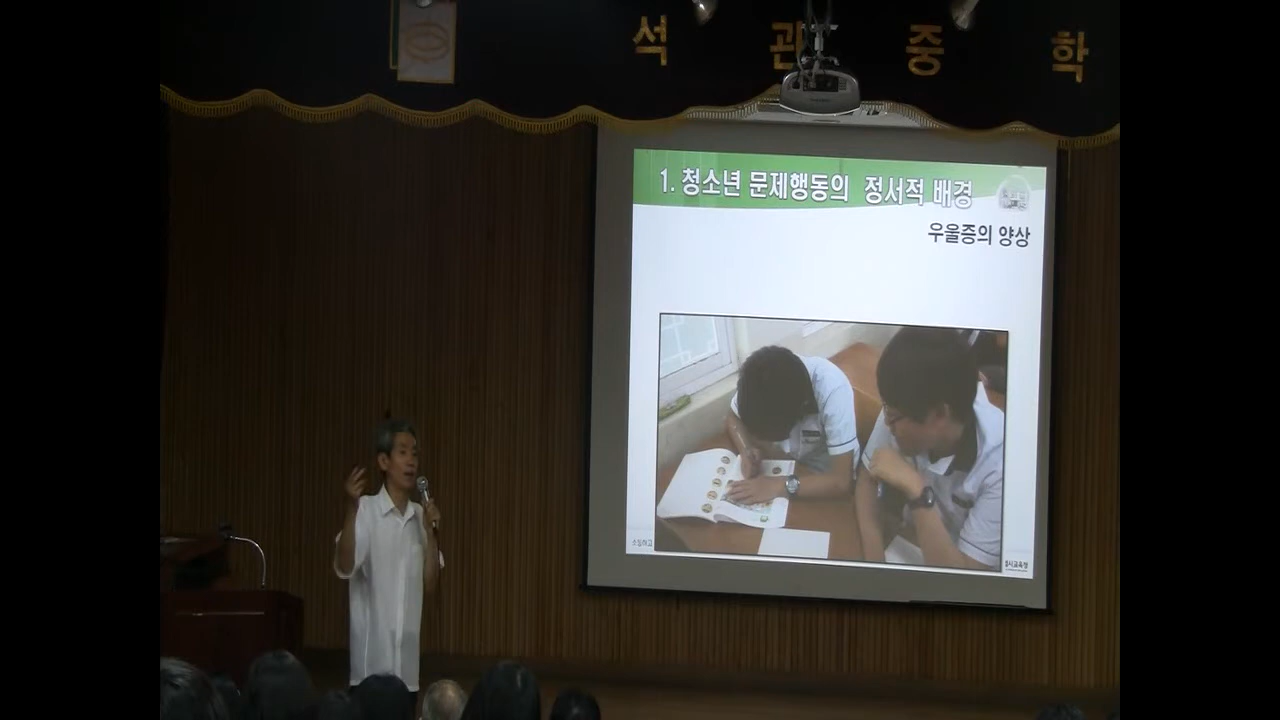 석 관 중 학
1. 청소년 문제행동의 정서적 배경
우울증의 양상